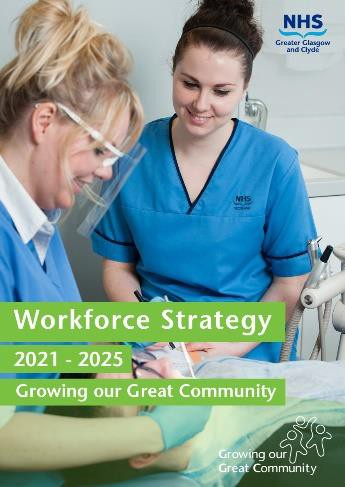 NHS
Greater Glasgow
and Clyde
NHS
Workforce Strategy
2021 - 2025
Growing our Great Community
Growing our
Great Community